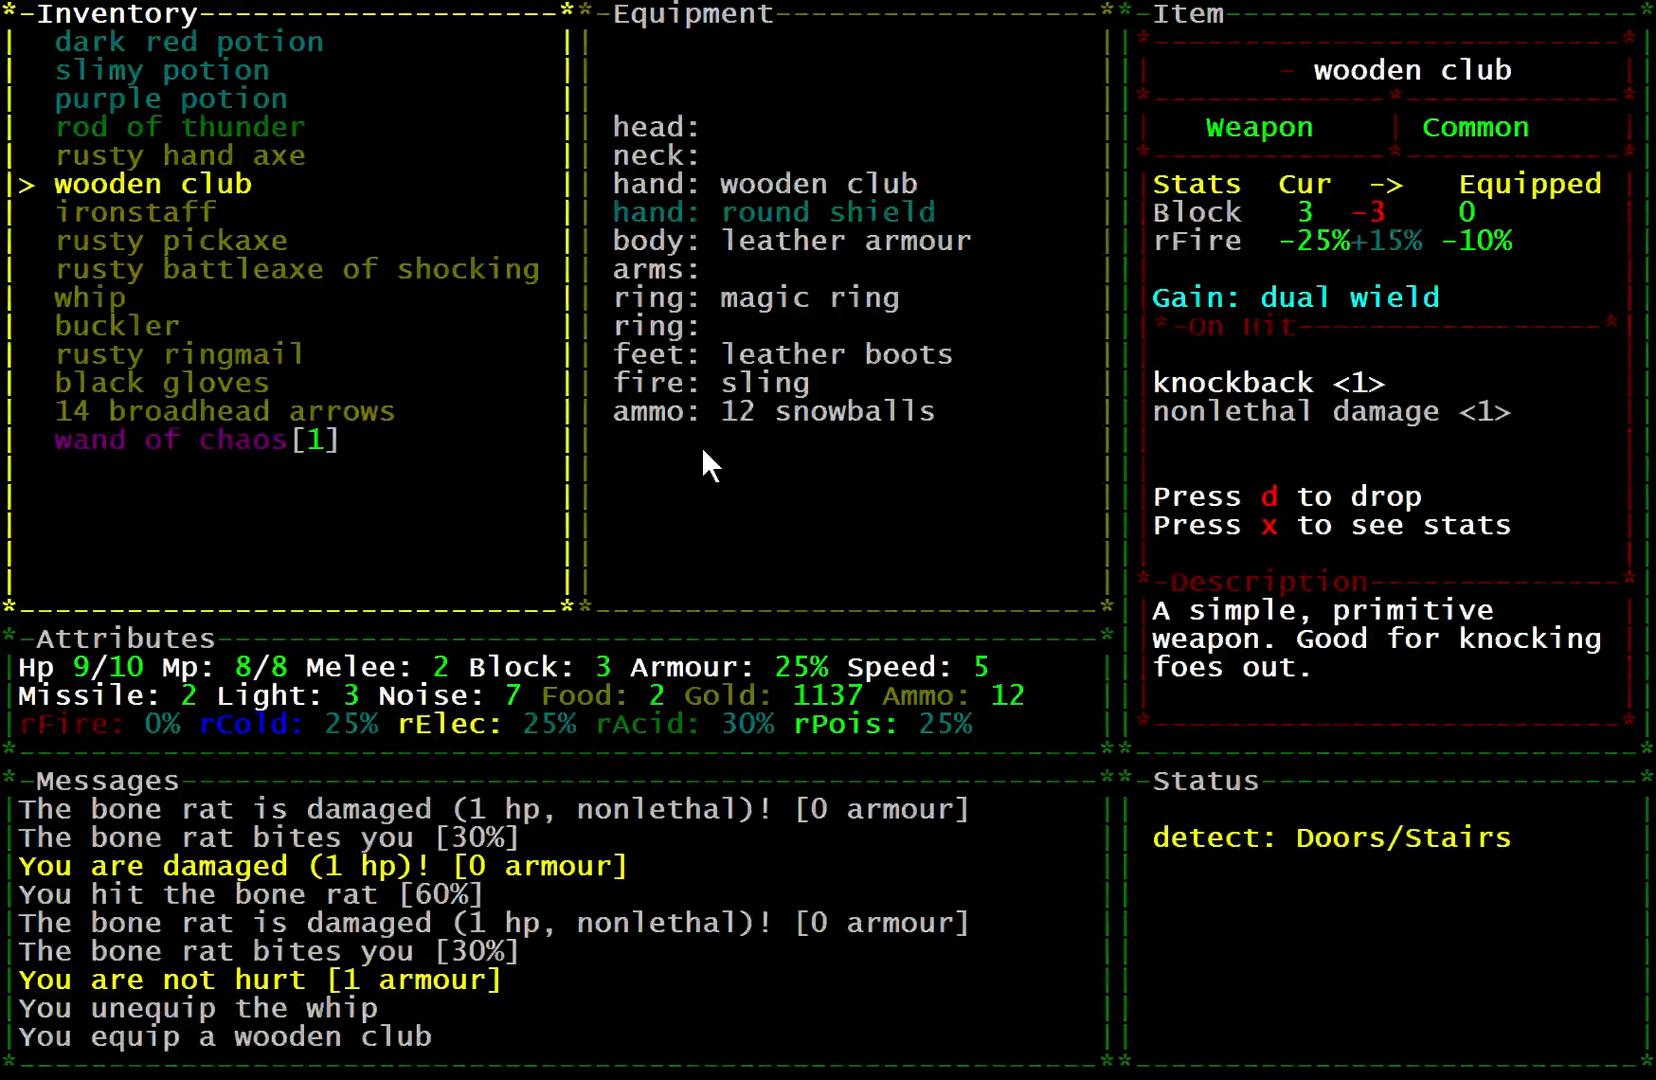 Inventory
dark red potion
slimy potion
purple potion
rod of thunder
rusty hand axe
> wooden club
ironstaff
rusty pickaxe
rusty battleaxe of shocking
whip
buckler
rusty ringmail
black gloves
14 broadhead arrows
wand of chaos[1]
Equipment
head:
neck:
hand: wooden club
hand: round shield
body: leather armour
arms:
ring: magic ring
ring:
feet: leather boots
fire: sling
ammo: 12 snowballs
Item
- wooden club
Weapon | Common
Stats Cur -> Equipped
Block 3 -3 0
rFire -25%+15% -10%
Gain: dual wield
On Hit
knockback <1>
nonlethal damage <1>
Press d to drop
Press x to see stats
Description
A simple, primitive
weapon. Good for knocking
foes out.
Attributes
Hp 9/10 Mp: 8/8 Melee: 2 Block: 3 Armour: 25% Speed: 5
Missile: 2 Light: 3 Noise: 7 Food: 2 Gold: 1137 Ammo: 12
rFire: 0% rCold: 25% rElec: 25% rAcid: 30% rPois: 25%
Messages
The bone rat is damaged (1 hp, nonlethal)! [0 armour]
The bone rat bites you [30%]
You are damaged (1 hp)! [0 armour]
You hit the bone rat [60%]
The bone rat is damaged (1 hp, nonlethal)! [0 armour]
The bone rat bites you [30%]
You are not hurt [1 armour]
You unequip the whip
You equip a wooden club
Status
detect: Doors/Stairs